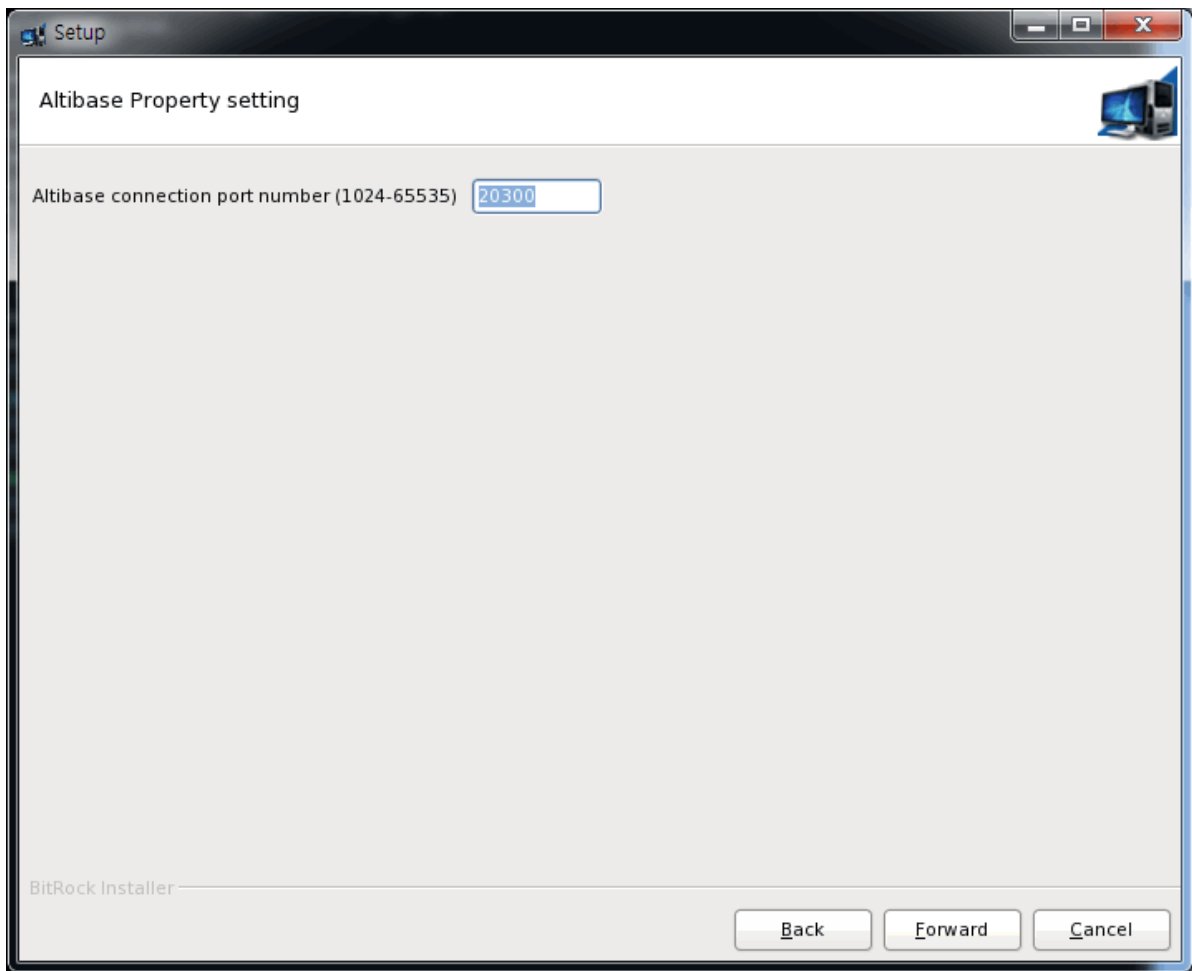 Setup
Altibase Property setting
Altibase connection port number (1024-65535) 20300
BitRock Installer
Back Forward Cancel